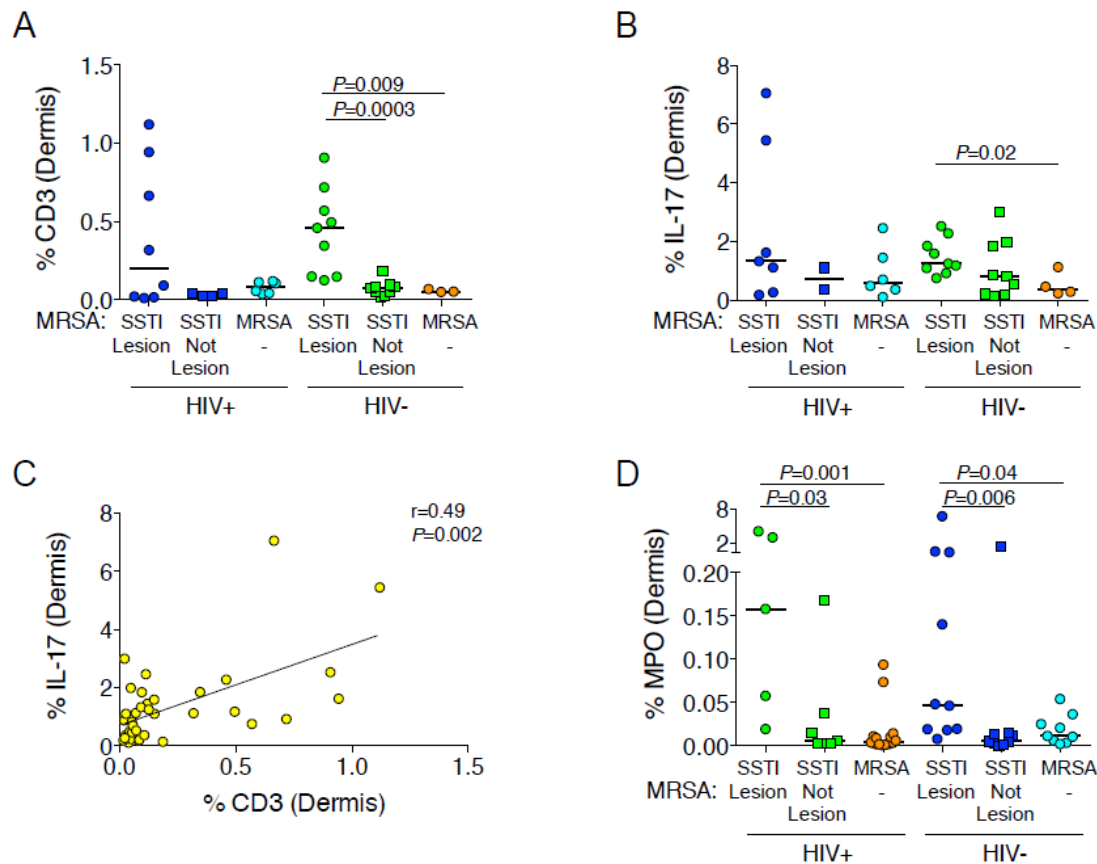 A
% CD3 (Dermis)
1.5
1.0
0.5
0.0
P=0.009
P=0.0003
MRSA: SSTI SSTI MRSA SSTI SSTI MRSA
Lesion Not - Lesion Not -
Lesion Lesion
HIV+ HIV-
B
% IL-17 (Dermis)
8
6
4
2
0
P=0.02
MRSA: SSTI SSTI MRSA SSTI SSTI MRSA
Lesion Not - Lesion Not -
Lesion Lesion
HIV+ HIV-
C
% IL-17 (Dermis)
8
6
4
2
0
r=0.49
P=0.002
0.0 0.5 1.0 1.5
% CD3 (Dermis)
D
% MPO (Dermis)
8
2
0.20
0.15
0.10
0.05
0.00
P=0.001 P=0.04
P=0.03 P=0.006
SSTI SSTI MRSA SSTI SSTI MRSA
MRSA: Lesion Not - Lesion Not -
Lesion Lesion
HIV+ HIV-